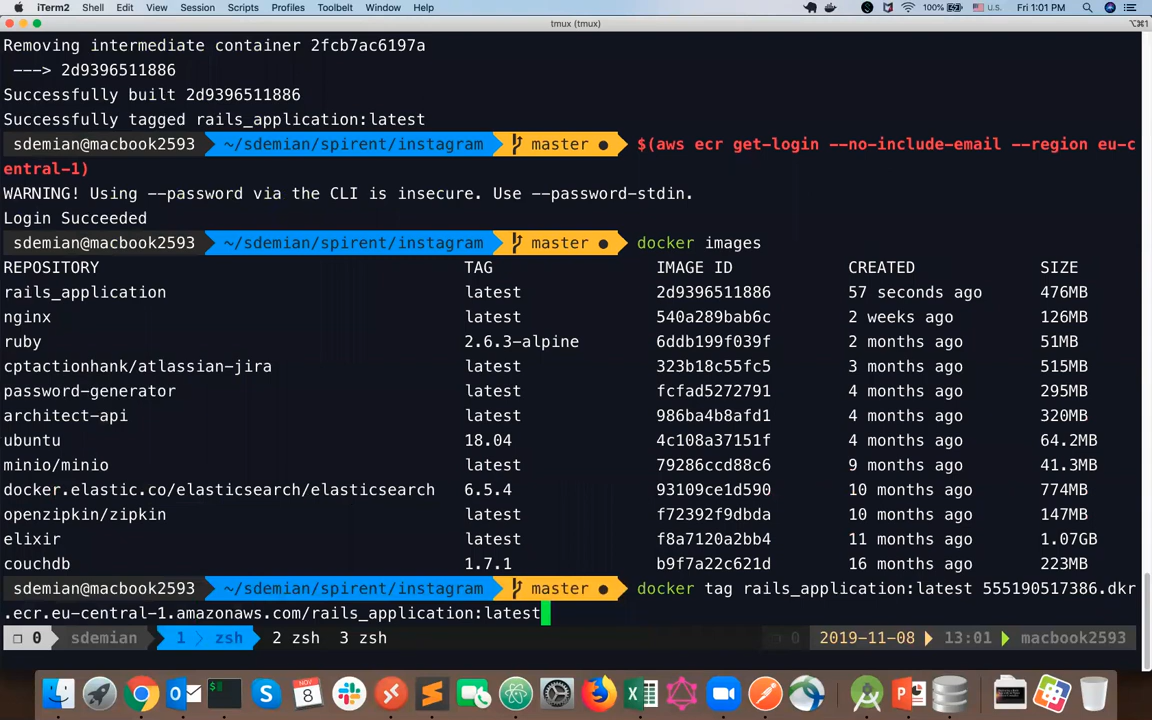 iTerm2 Shell Edit View Session Scripts Profiles Toolbelt Window Help 100% U.S. Fri 1:01 PM
tmux (tmux) ⌥⌘1
Removing intermediate container 2fcb7ac6197a
---> 2d9396511886
Successfully built 2d9396511886
Successfully tagged rails_application:latest
sdemian@macbook2593 ~/sdemian/spirent/instagram master ● $(aws ecr get-login --no-include-email --region eu-c
entral-1)
WARNING! Using --password via the CLI is insecure. Use --password-stdin.
Login Succeeded
sdemian@macbook2593 ~/sdemian/spirent/instagram master ● docker images
REPOSITORY TAG IMAGE ID CREATED SIZE
rails_application latest 2d9396511886 57 seconds ago 476MB
nginx latest 540a289bab6c 2 weeks ago 126MB
ruby 2.6.3-alpine 6ddb199f039f 2 months ago 51MB
cptactionhank/atlassian-jira latest 323b18c55fc5 3 months ago 515MB
password-generator latest fcfad5272791 4 months ago 295MB
architect-api latest 986ba4b8afd1 4 months ago 320MB
ubuntu 18.04 4c108a37151f 4 months ago 64.2MB
minio/minio latest 79286ccd88c6 9 months ago 41.3MB
docker.elastic.co/elasticsearch/elasticsearch 6.5.4 93109ce1d590 10 months ago 774MB
openzipkin/zipkin latest f72392f9dbda 10 months ago 147MB
elixir latest f8a7120a2bb4 11 months ago 1.07GB
couchdb 1.7.1 b9f7a22c621d 16 months ago 223MB
sdemian@macbook2593 ~/sdemian/spirent/instagram master ● docker tag rails_application:latest 555190517386.dkr
.ecr.eu-central-1.amazonaws.com/rails_application:latest
0 sdemian 1 zsh 2 zsh 3 zsh 0 2019-11-08 13:01 macbook2593
NOV
8